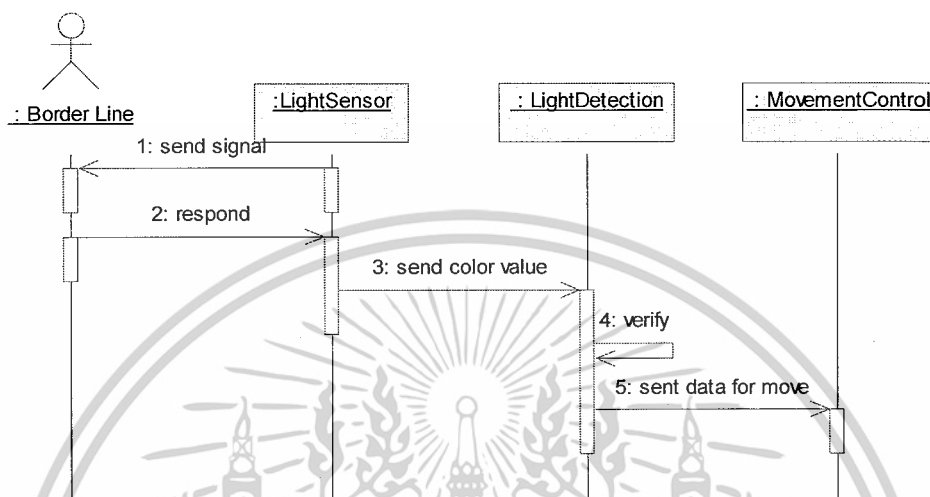 : Border Line
:LightSensor
: LightDetection
: MovementControl
1: send signal
2: respond
3: send color value
4: verify
5: sent data for move